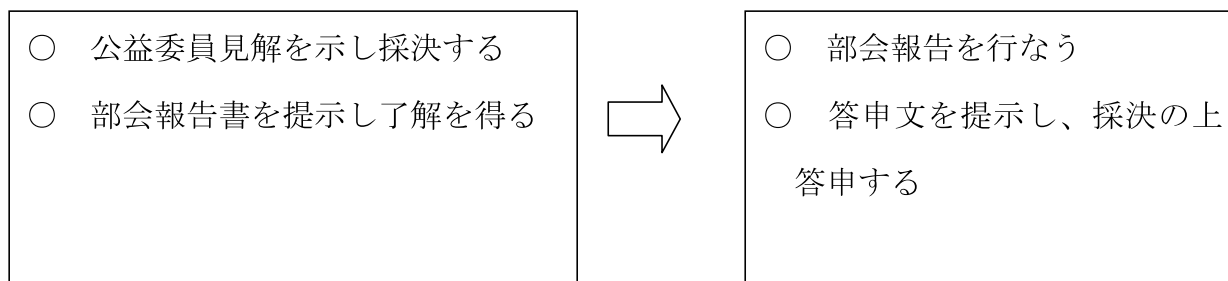 ○　公益委員見解を示し採決する
○　部会報告書を提示し了解を得る
○　部会報告を行なう
○　答申文を提示し、採決の上
答申する